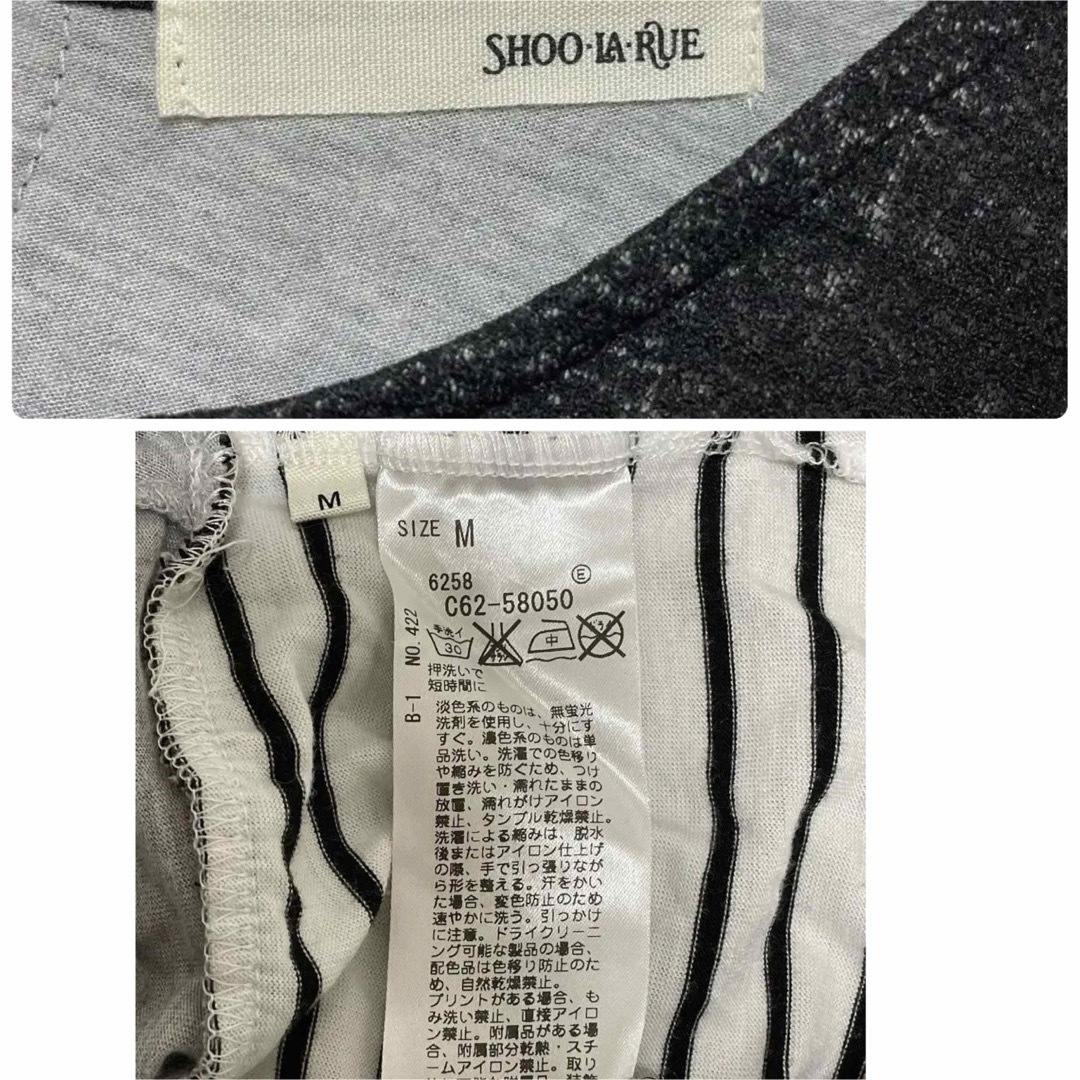 SHOO·LA·RUE
M
SIZE M
6258
Ⓔ
C62-58050
B-1 NO.422
手洗イ
30
中
押洗いで
短時間に
淡色系のものは、無蛍光
洗剤を使用し、十分にす
すぐ。濃色系のものは単
品洗い。洗濯での色移り
や縮みを防ぐため、つけ
置き洗い・濡れたままの
放置、濡れがけアイロン
禁止、タンブル乾燥禁止。
洗濯による縮みは、脱水
後またはアイロン仕上げ
の際、手で引っ張りなが
ら形を整える。汗をかい
た場合、変色防止のため
速やかに洗う。引っかけ
に注意。ドライクリーニ
ング可能な製品の場合、
配色品は色移り防止のた
め、自然乾燥禁止。
プリントがある場合、も
み洗い禁止、直接アイロ
ン禁止。附属品がある場
合、附属部分乾熱・スチ
ームアイロン禁止。取り